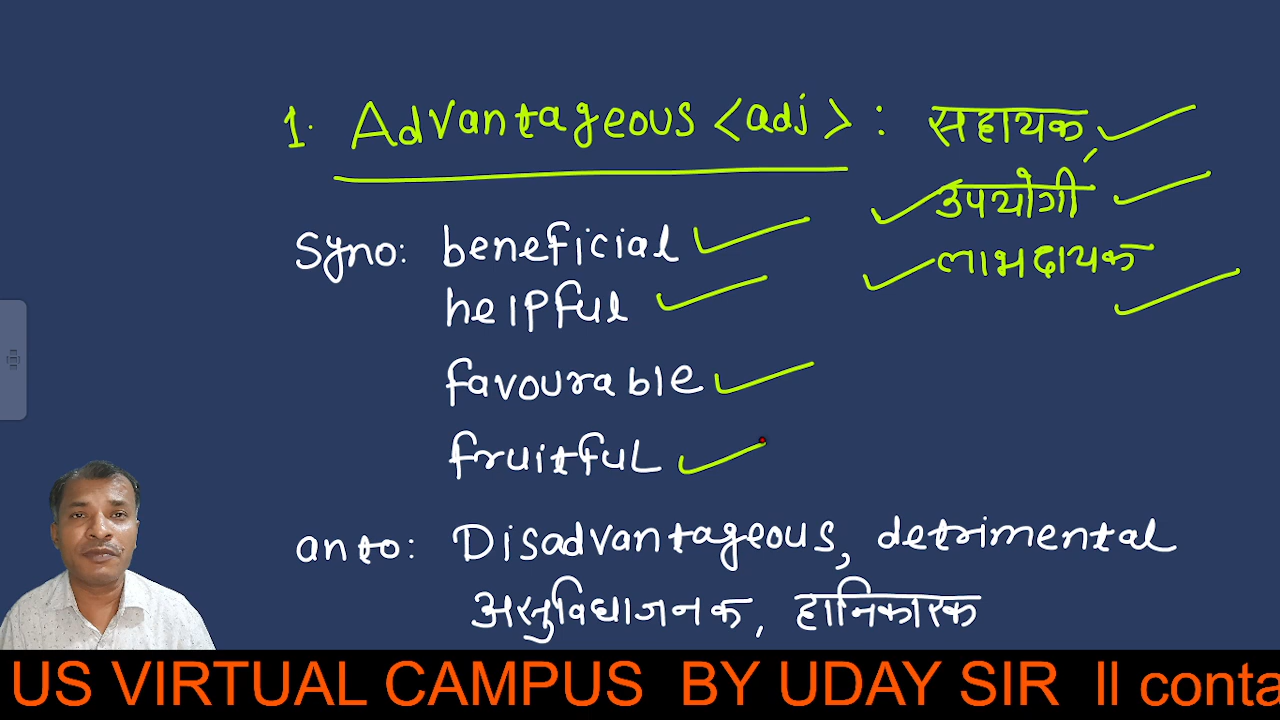 1. Advantageous <adj> : सहायक,
उपयोगी
लाभदायक
Syno: beneficial
helpful
favourable
fruitful
anto: Disadvantageous, detrimental
असुविधाजनक, हानिकारक
US VIRTUAL CAMPUS BY UDAY SIR ll conta